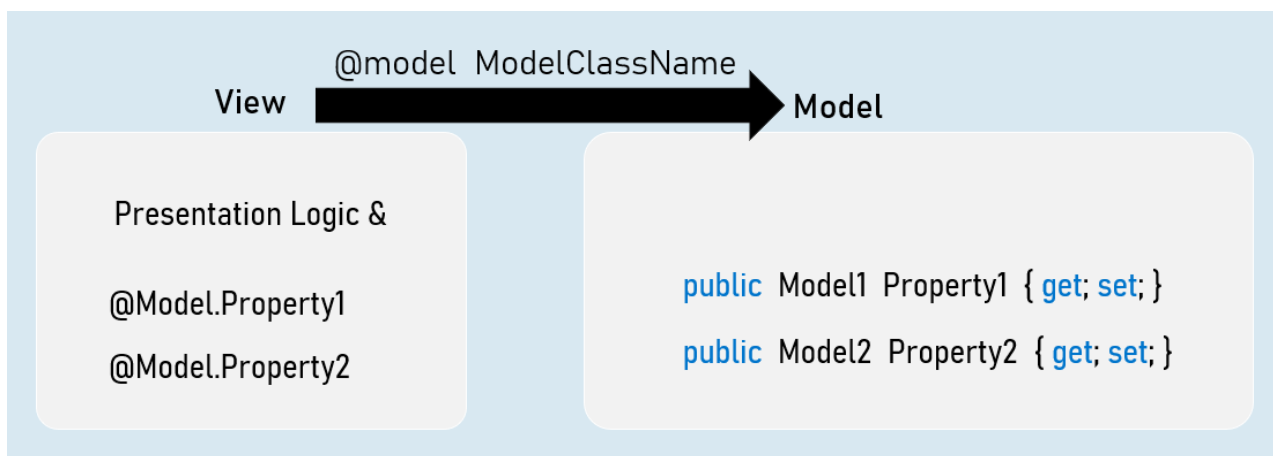 @model ModelClassName
View
Model
Presentation Logic &
@Model.Property1
@Model.Property2
public Model1 Property1 { get; set; }
public Model2 Property2 { get; set; }